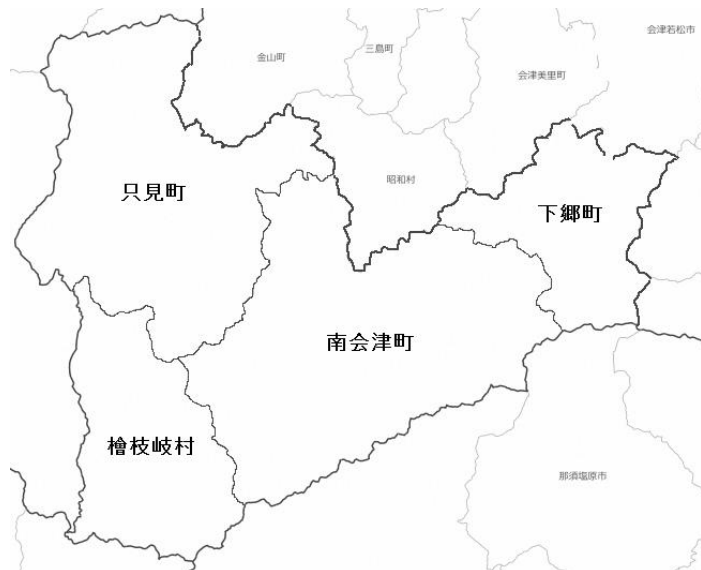 会津若松市
三島町
金山町
会津美里町
昭和村
只見町
下郷町
南会津町
檜枝岐村
那須塩原市